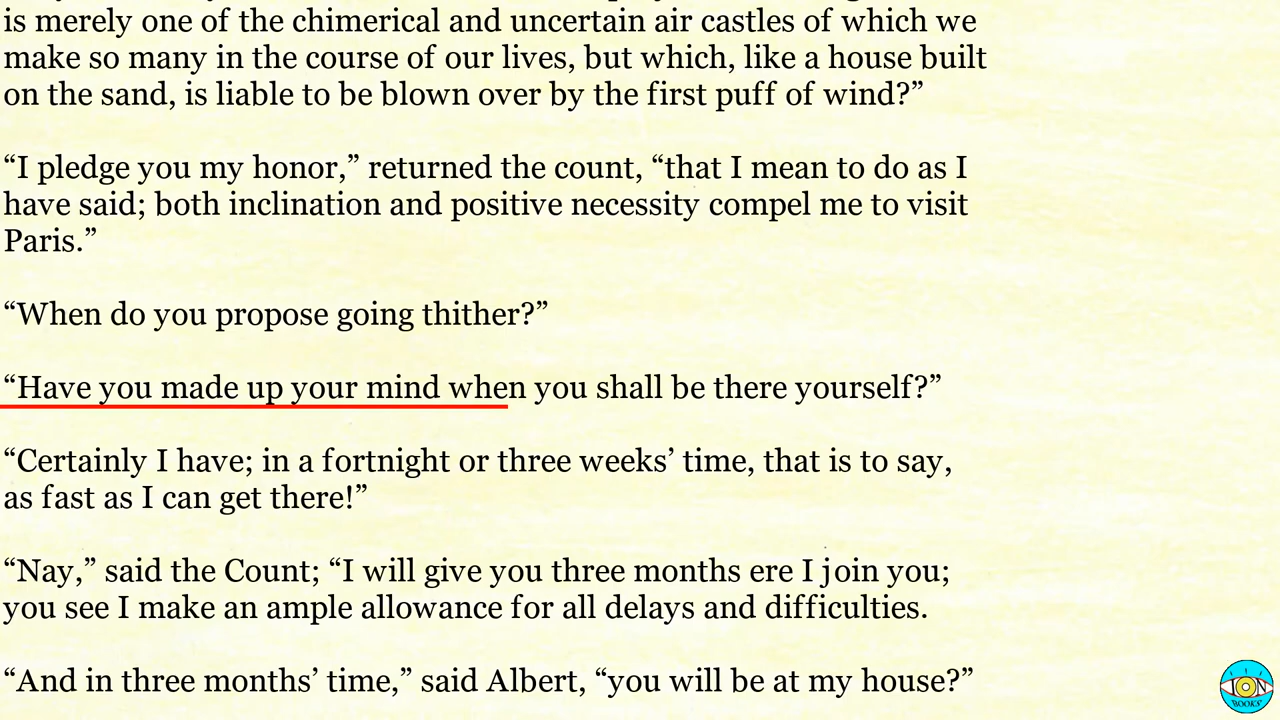 is merely one of the chimerical and uncertain air castles of which we
make so many in the course of our lives, but which, like a house built
on the sand, is liable to be blown over by the first puff of wind?”
“I pledge you my honor,” returned the count, “that I mean to do as I
have said; both inclination and positive necessity compel me to visit
Paris.”
“When do you propose going thither?”
“Have you made up your mind when you shall be there yourself?”
“Certainly I have; in a fortnight or three weeks’ time, that is to say,
as fast as I can get there!”
“Nay,” said the Count; “I will give you three months ere I join you;
you see I make an ample allowance for all delays and difficulties.
“And in three months’ time,” said Albert, “you will be at my house?”
ION
BOOKS